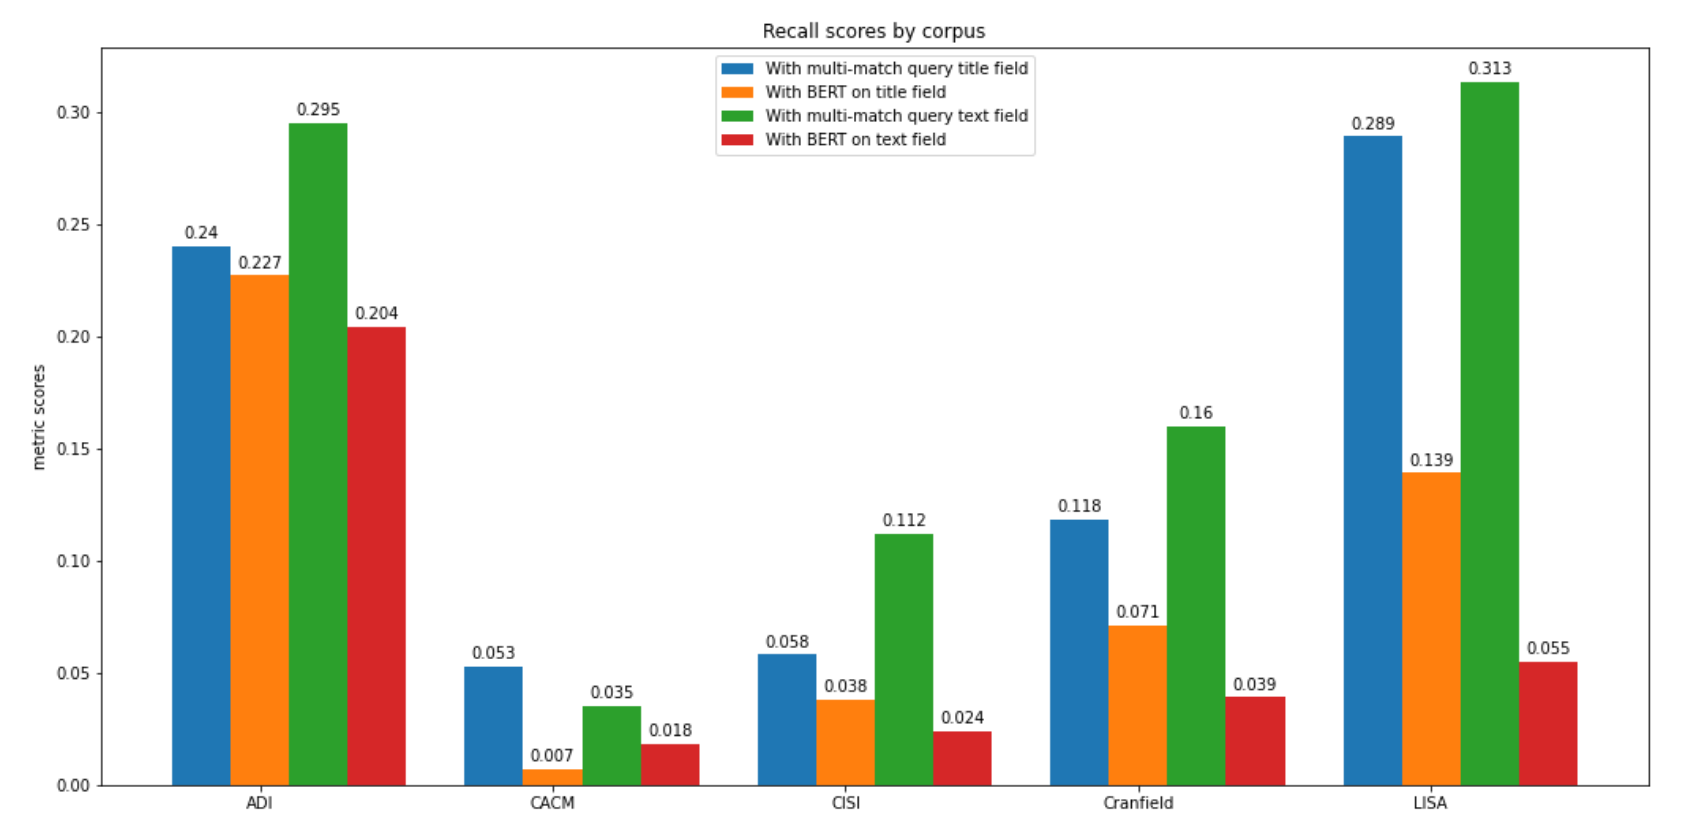 Recall scores by corpus
With multi-match query title field
With BERT on title field
With multi-match query text field
With BERT on text field
metric scores
0.30
0.25
0.20
0.15
0.10
0.05
0.00
0.24
0.227
0.295
0.204
0.053
0.007
0.035
0.018
0.058
0.038
0.112
0.024
0.118
0.071
0.16
0.039
0.289
0.139
0.313
0.055
ADI
CACM
CISI
Cranfield
LISA